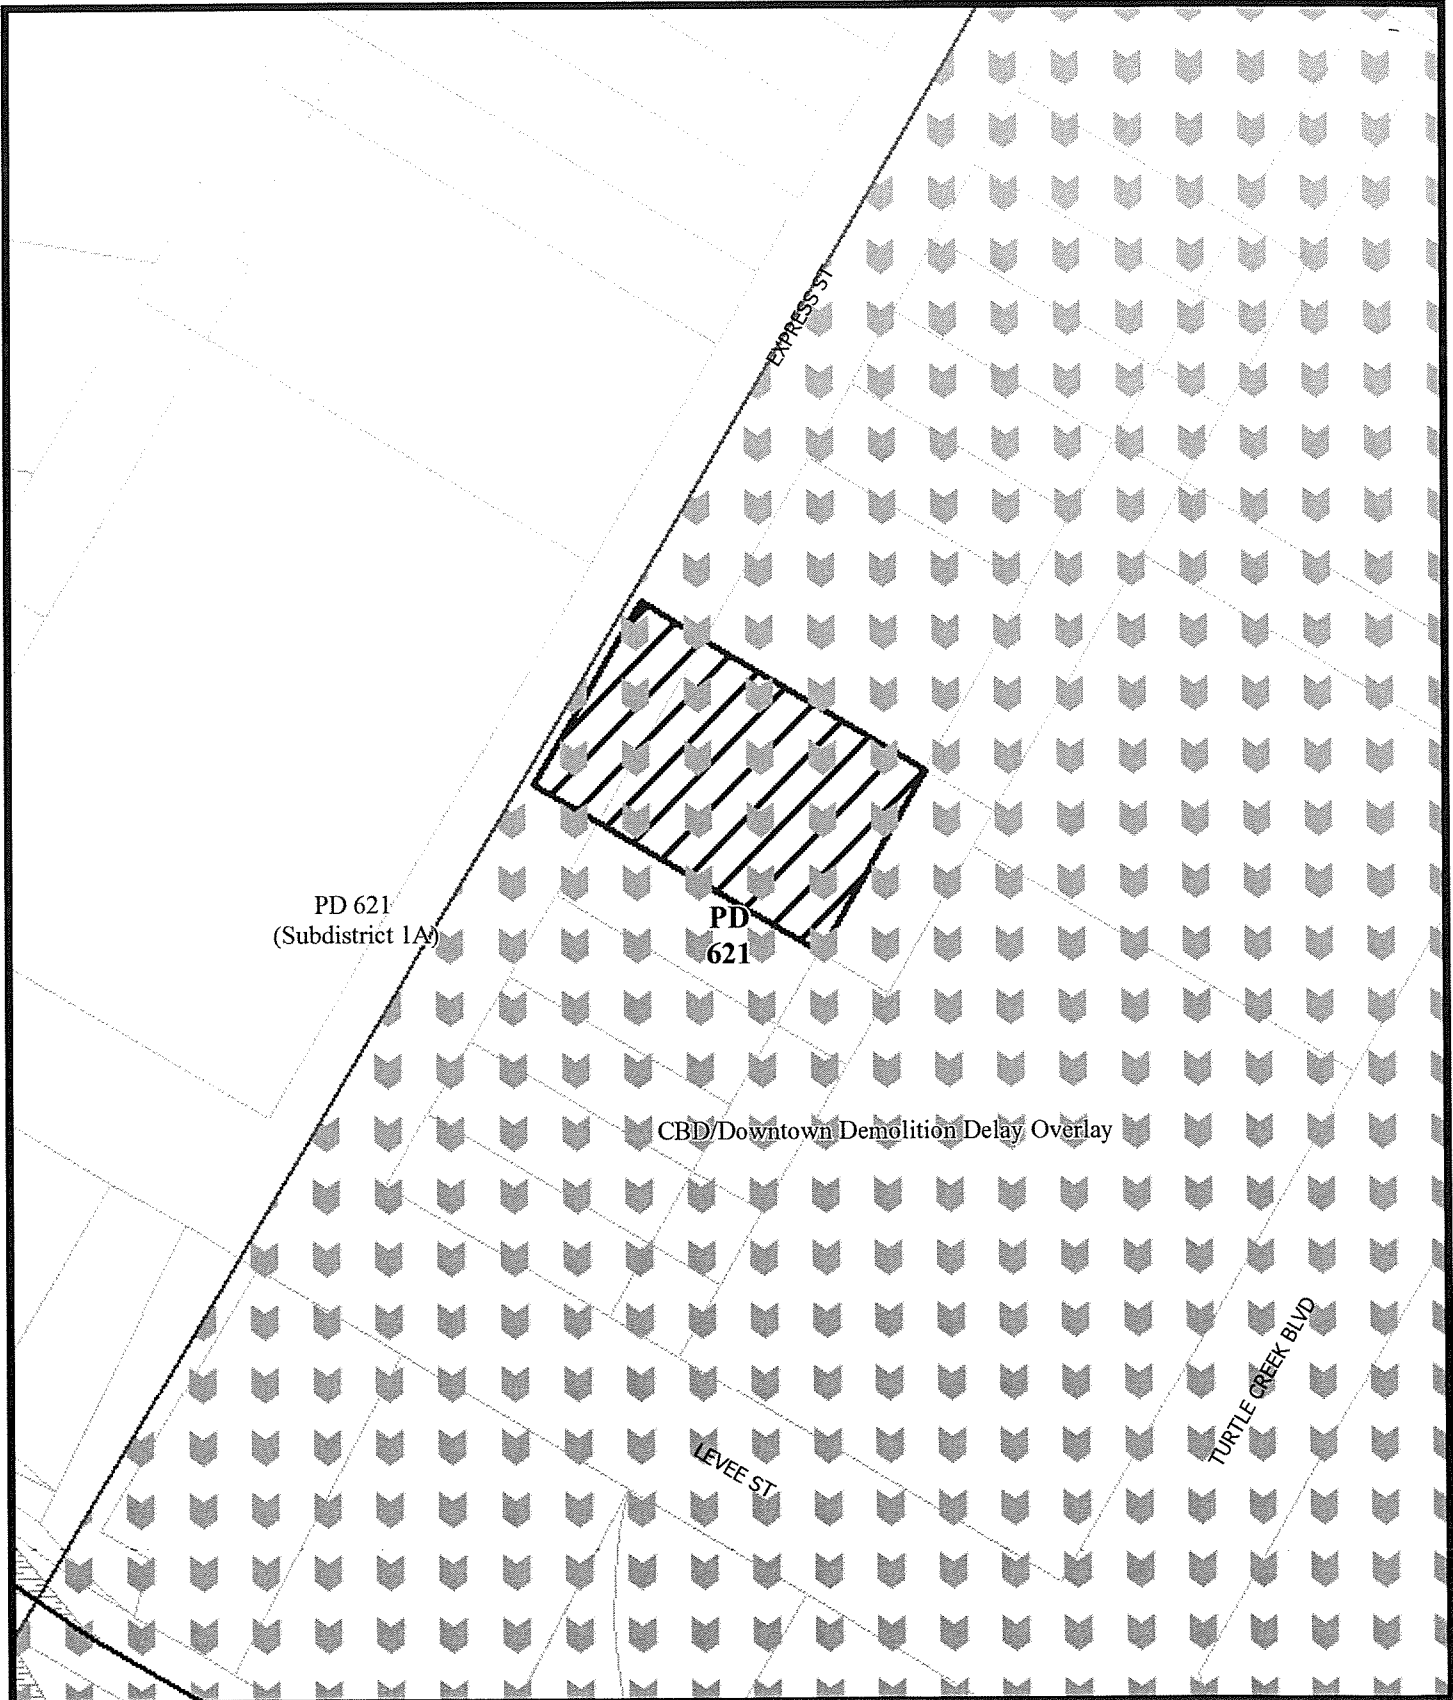 EXPRESS ST
PD 621
(Subdistrict 1A)
PD
621
CBD/Downtown Demolition Delay Overlay
TURTLE CREEK BLVD
LEVEE ST